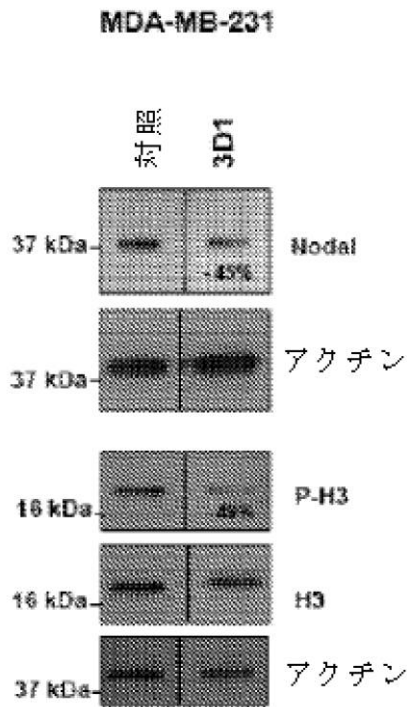 MDA-MB-231
対照 3D1
37 kDa Nodal
- 45%
37 kDa アクチン
P-H3
16 kDa 49%
16 kDa H3
37 kDa アクチン